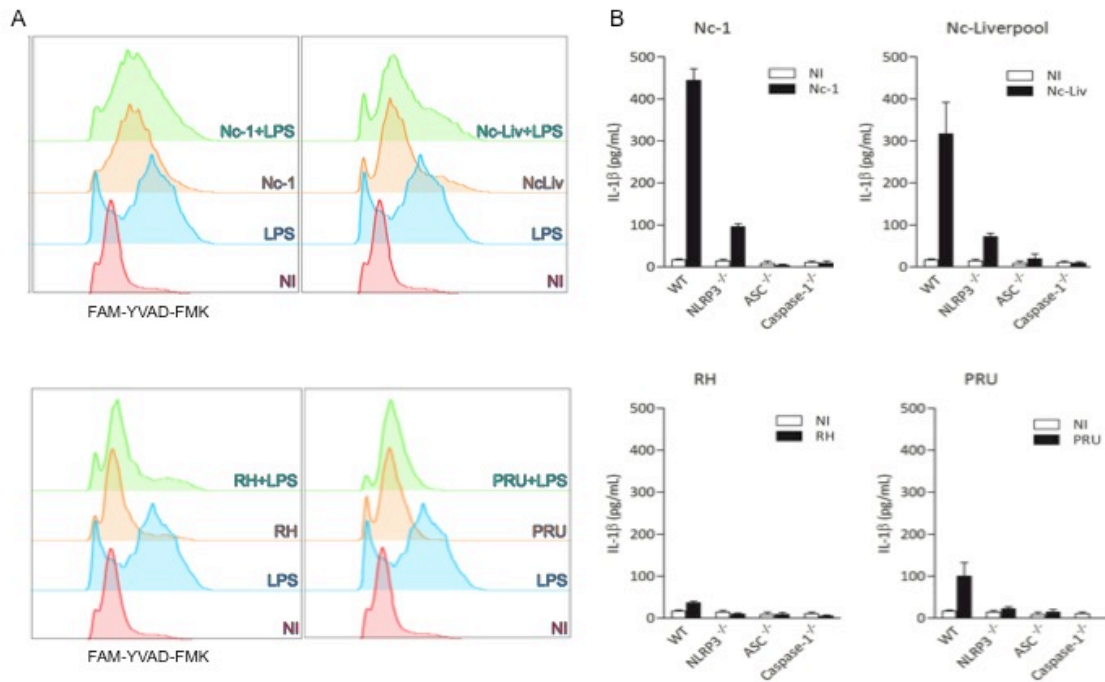 A
Nc-1+LPS
Nc-1
LPS
NI
FAM-YVAD-FMK
Nc-Liv+LPS
NcLiv
LPS
NI
RH+LPS
RH
LPS
NI
FAM-YVAD-FMK
PRU+LPS
PRU
LPS
NI
B
Nc-1
IL-1β (pg/mL)
500
400
300
200
100
0
NI
Nc-1
WT
NLRP3 -/-
ASC -/-
Caspase-1-/-
Nc-Liverpool
IL-1β (pg/mL)
500
400
300
200
100
0
NI
Nc-Liv
WT
NLRP3 -/-
ASC -/-
Caspase-1-/-
RH
IL-1β (pg/mL)
500
400
300
200
100
0
NI
RH
WT
NLRP3 -/-
ASC -/-
Caspase-1-/-
PRU
IL-1β (pg/mL)
500
400
300
200
100
0
NI
PRU
WT
NLRP3 -/-
ASC -/-
Caspase-1-/-